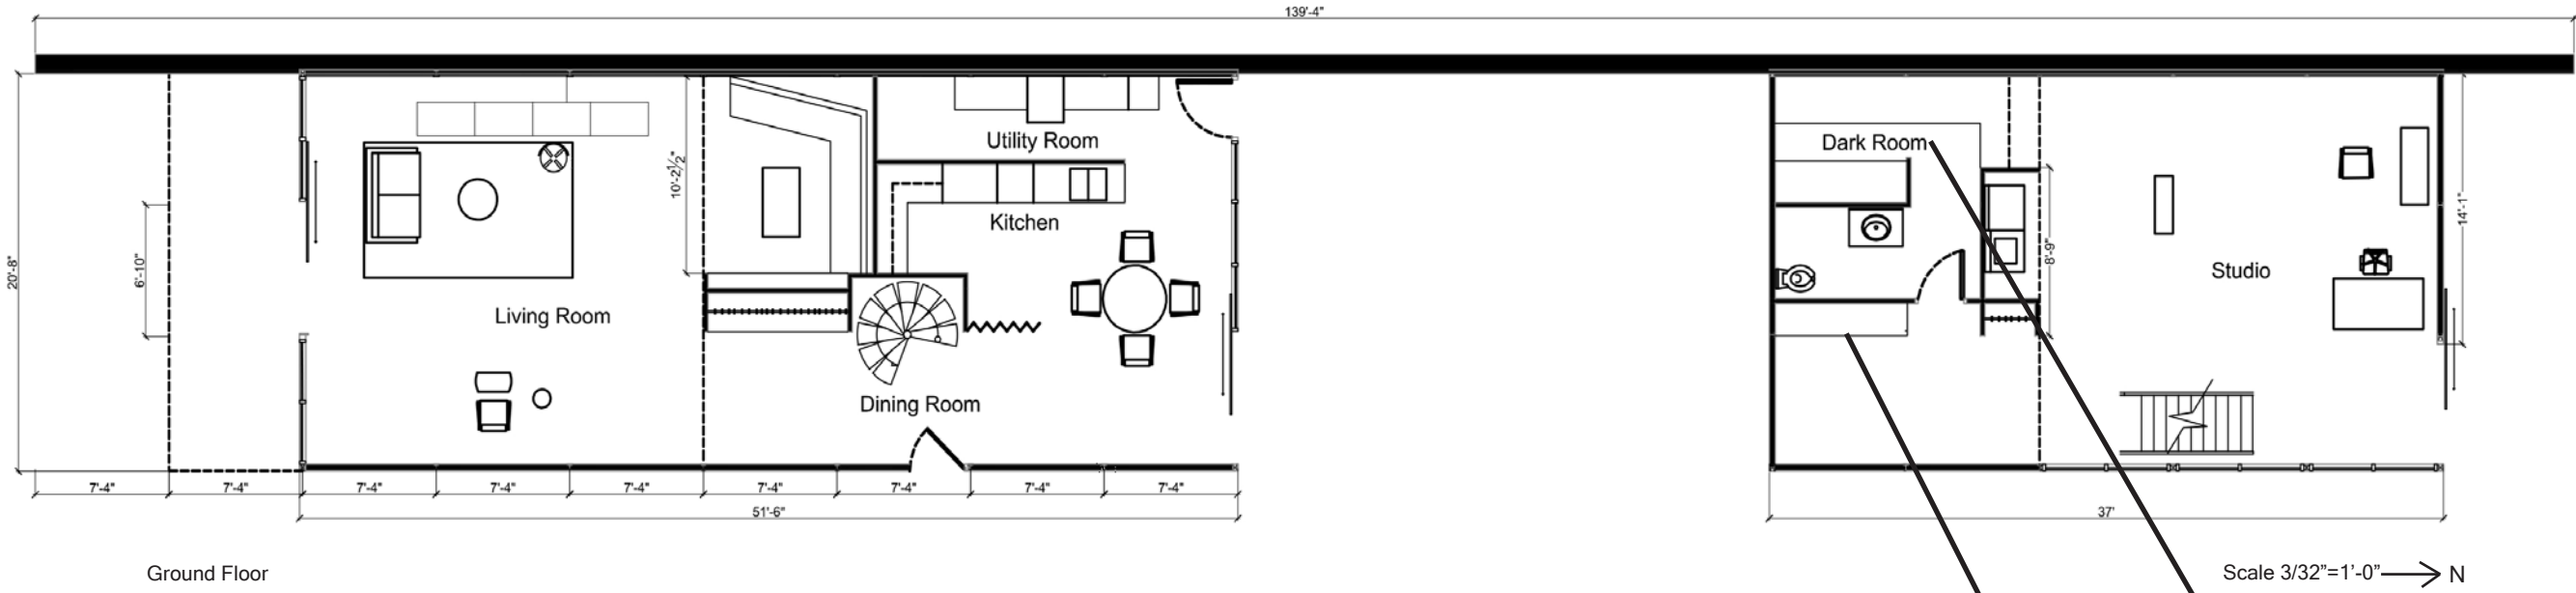 139'-4"
Utility Room
Dark Room
10'-2½"
Kitchen
14'-1"
8'-9"
20'-8"
6'-10"
Studio
Living Room
Dining Room
7'-4"
7'-4"
7'-4"
7'-4"
7'-4"
7'-4"
7'-4"
7'-4"
7'-4"
51'-6"
37'
Ground Floor
Scale 3/32”=1’-0”
N